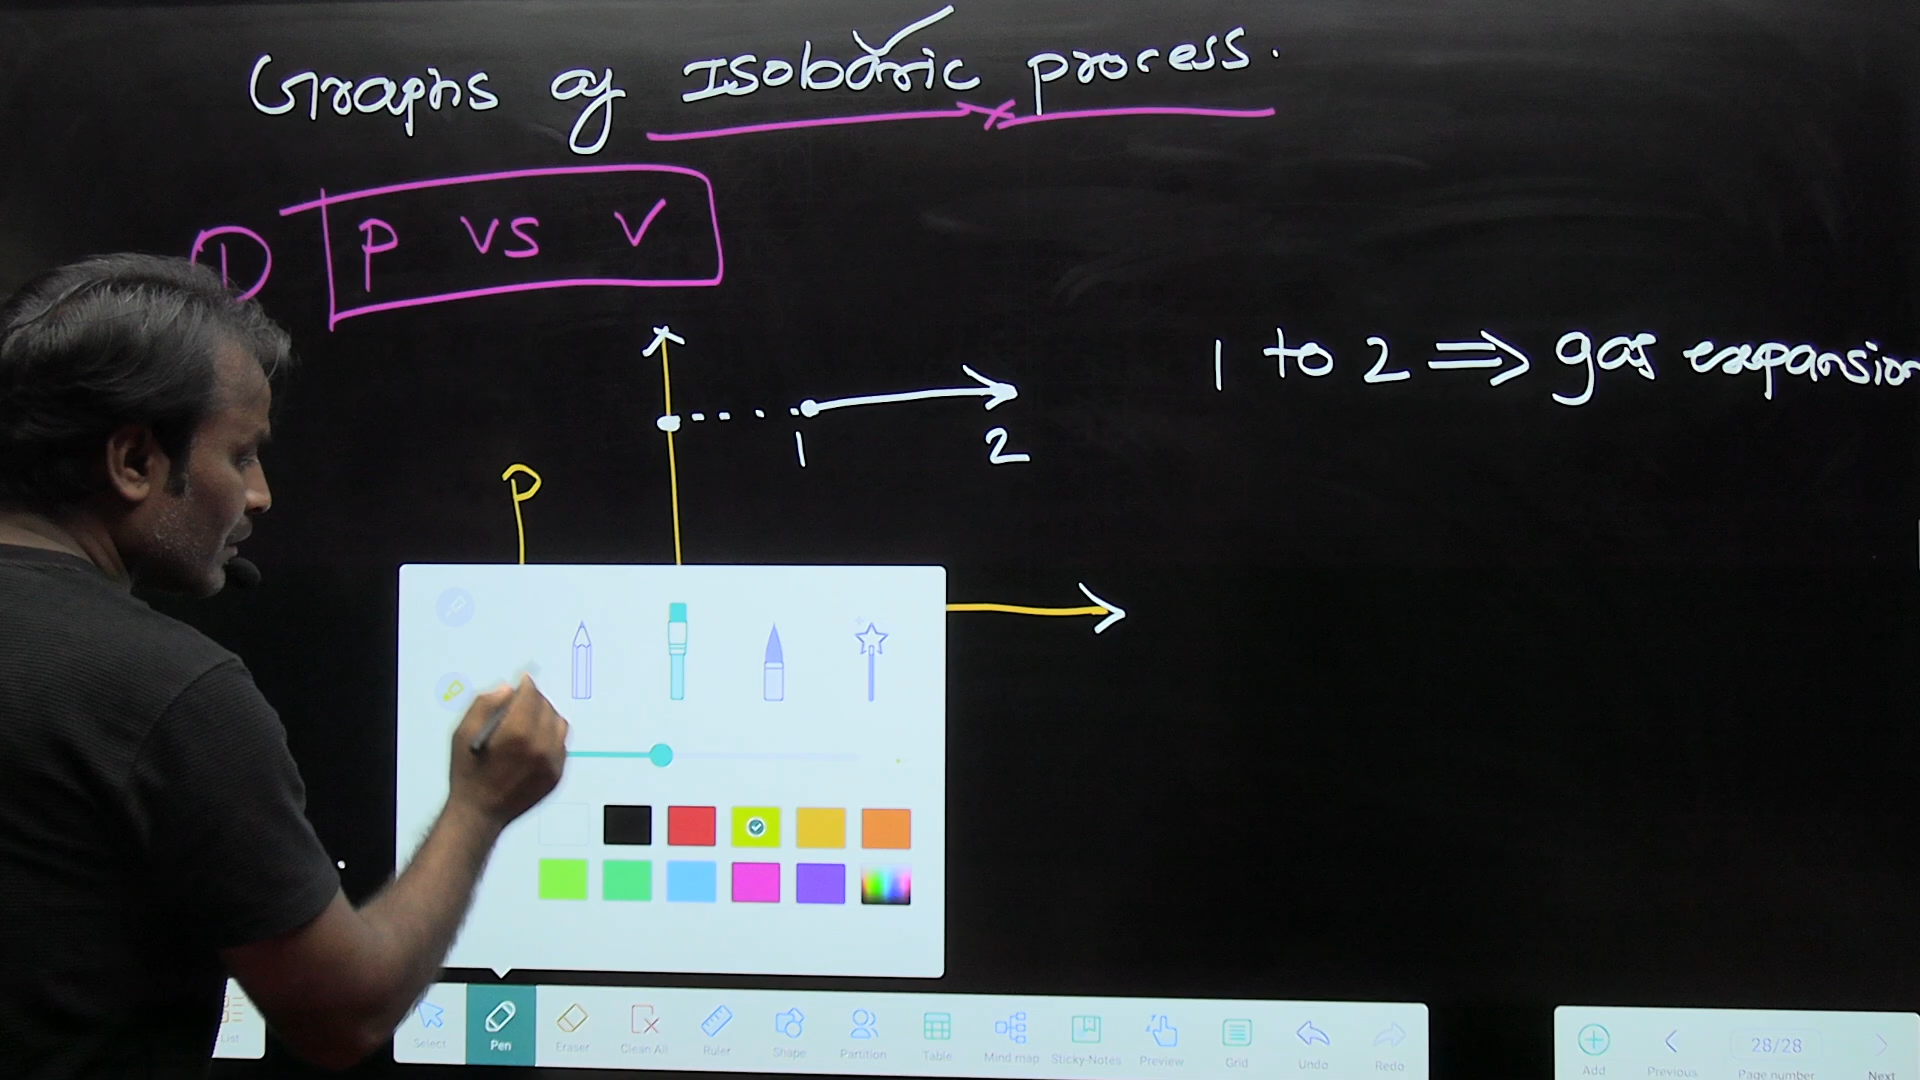 Graphs of Isobaric process.
① P vs V
1 to 2 ⇒ gas expansion
1 2
P
List Select Pen Eraser Clean All Ruler Shape Partition Table Mind map Sticky-Notes Preview Grid Undo Redo Add Previous 28/28 Page number Next